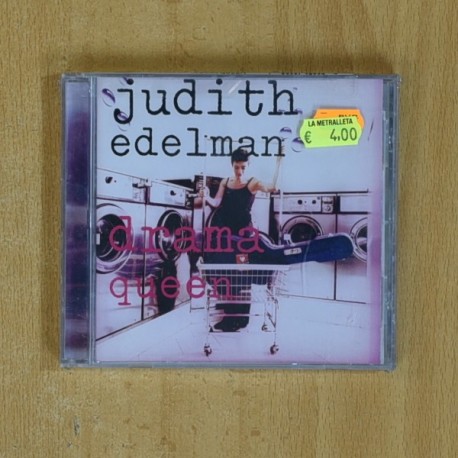 judith
edelman
LA METRALLETA
€ 4,00
drama
queen